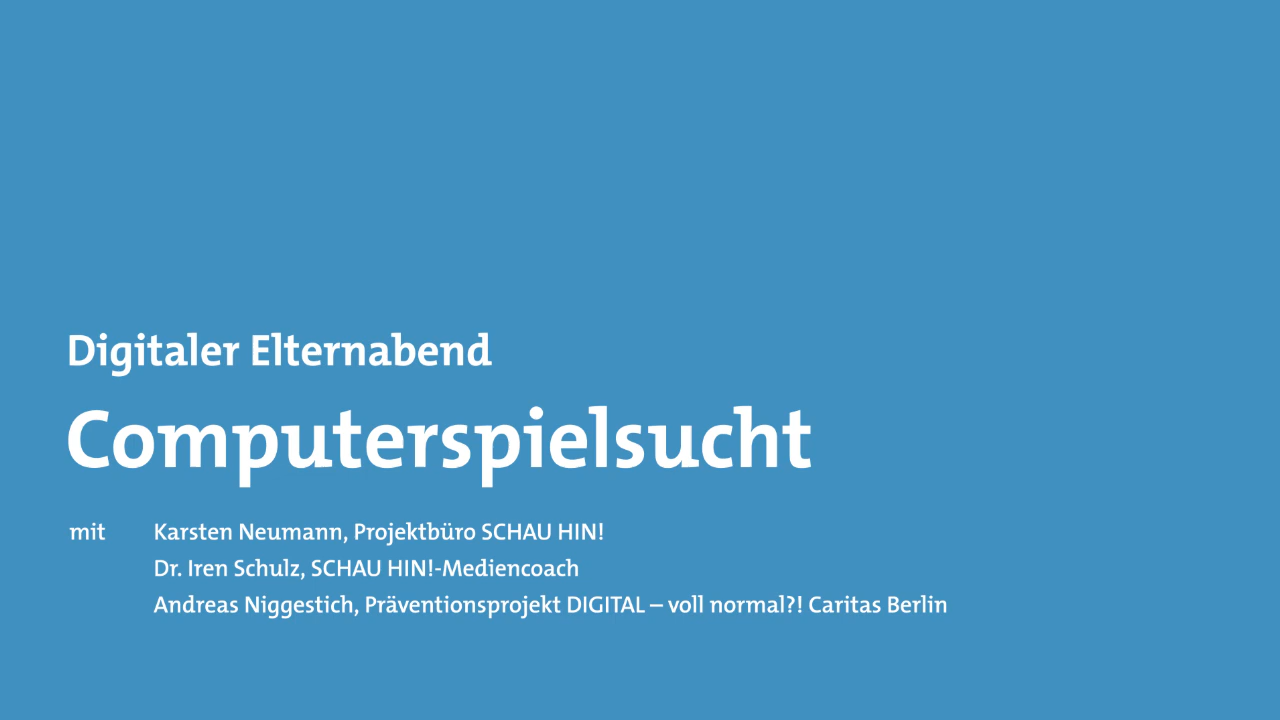 Digitaler Elternabend
Computerspielsucht
mit Karsten Neumann, Projektbüro SCHAU HIN!
Dr. Iren Schulz, SCHAU HIN!-Mediencoach
Andreas Niggestich, Präventionsprojekt DIGITAL – voll normal?! Caritas Berlin